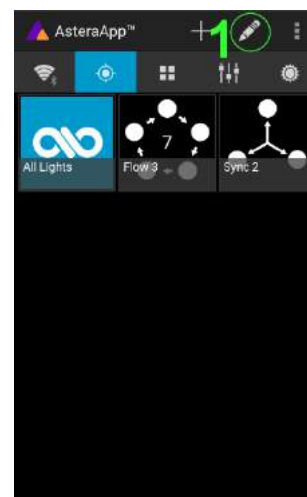 AsteraApp™
1
7
All Lights
Flow 3
Sync 2